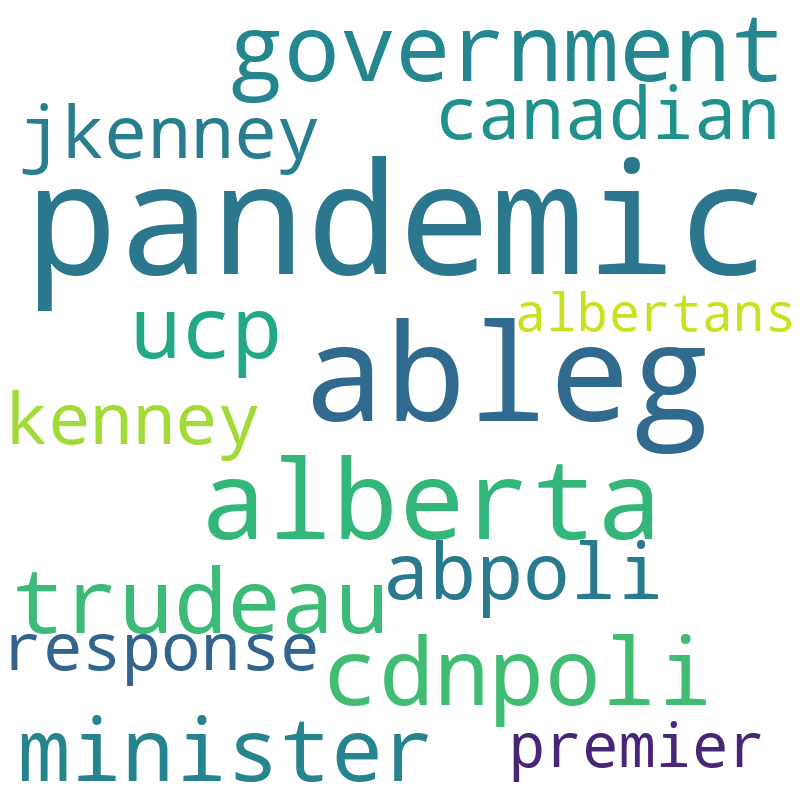 government
canadian
jkenney
pandemic
albertans
ucp
ableg
kenney
alberta
abpoli
trudeau
response
cdnpoli
minister
premier